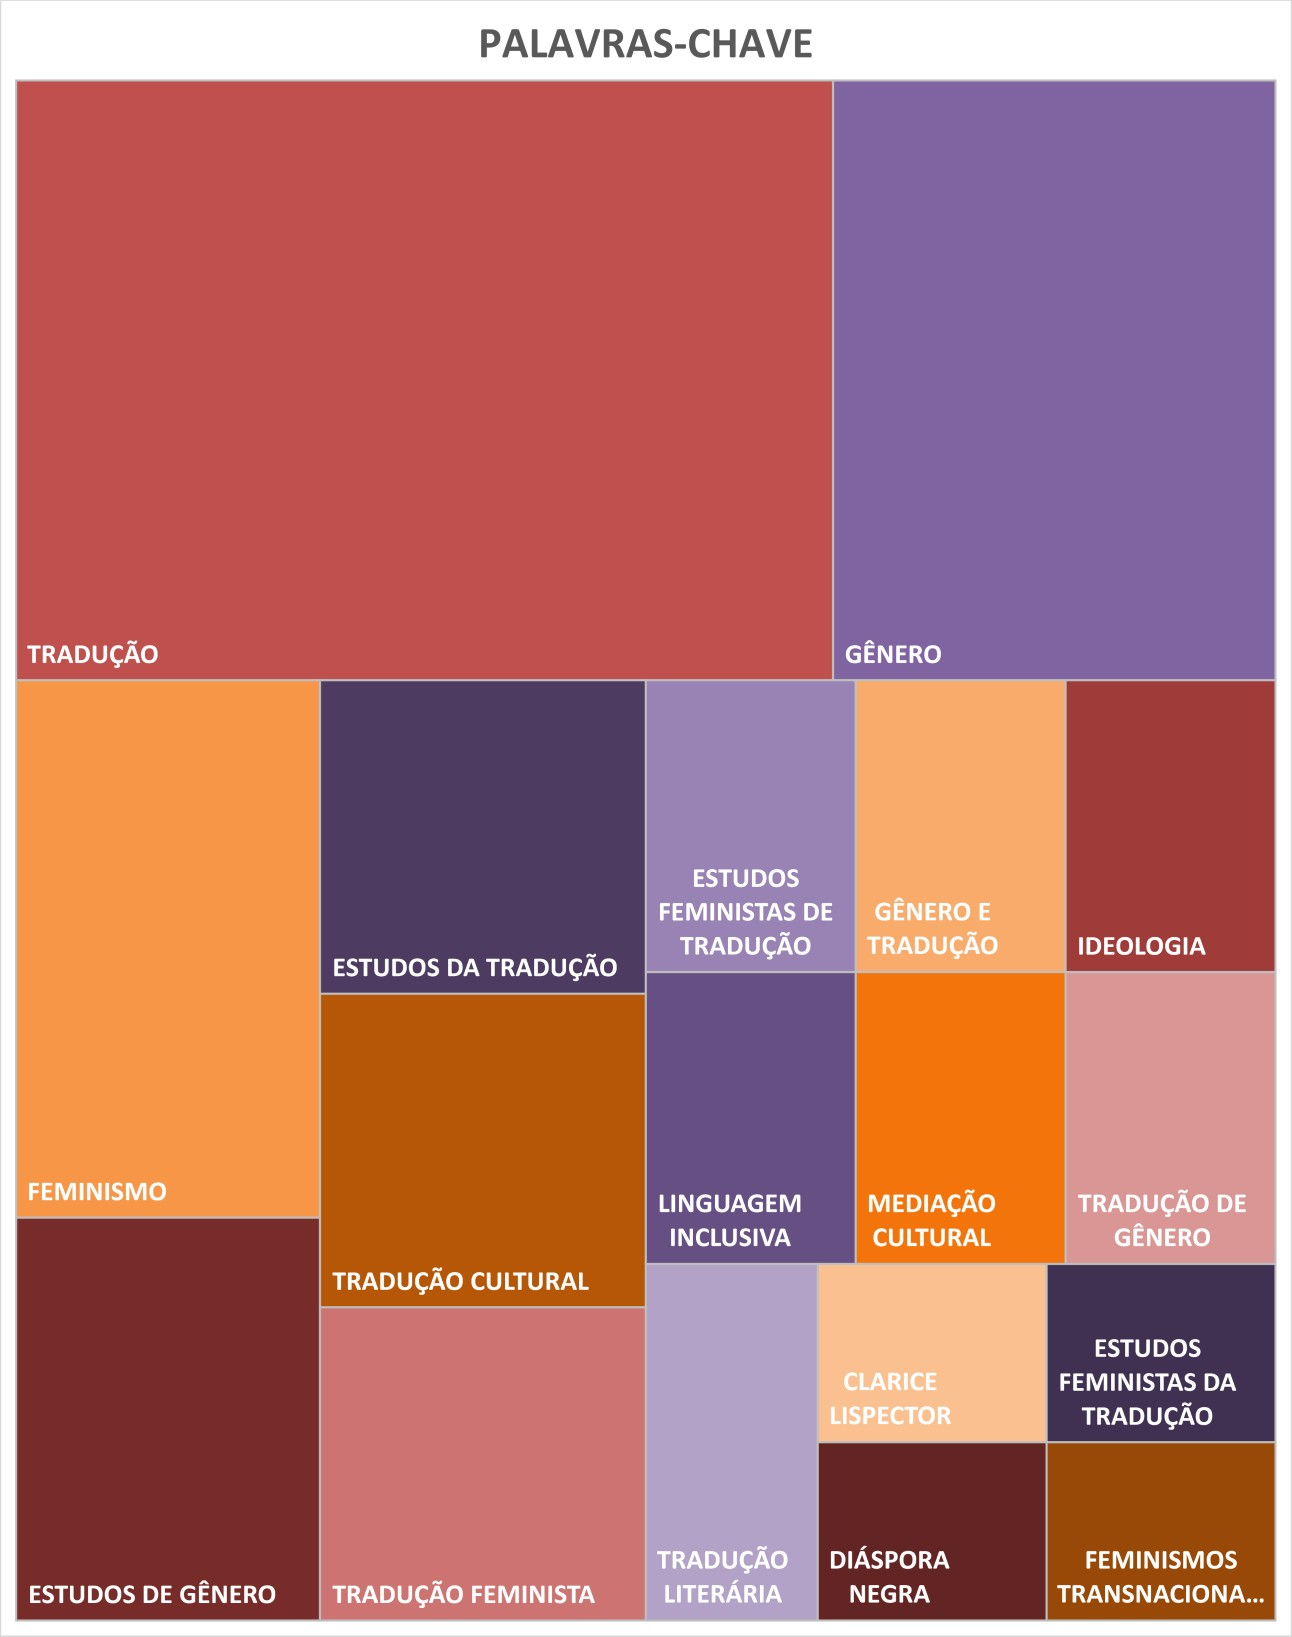 PALAVRAS-CHAVE
TRADUÇÃO
GÊNERO
FEMINISMO
ESTUDOS DE GÊNERO
ESTUDOS DA TRADUÇÃO
TRADUÇÃO CULTURAL
TRADUÇÃO FEMINISTA
ESTUDOS
FEMINISTAS DE
TRADUÇÃO
GÊNERO E
TRADUÇÃO
IDEOLOGIA
LINGUAGEM
INCLUSIVA
MEDIAÇÃO
CULTURAL
TRADUÇÃO DE
GÊNERO
TRADUÇÃO
LITERÁRIA
CLARICE
LISPECTOR
ESTUDOS
FEMINISTAS DA
TRADUÇÃO
DIÁSPORA
NEGRA
FEMINISMOS
TRANSNACIONA...